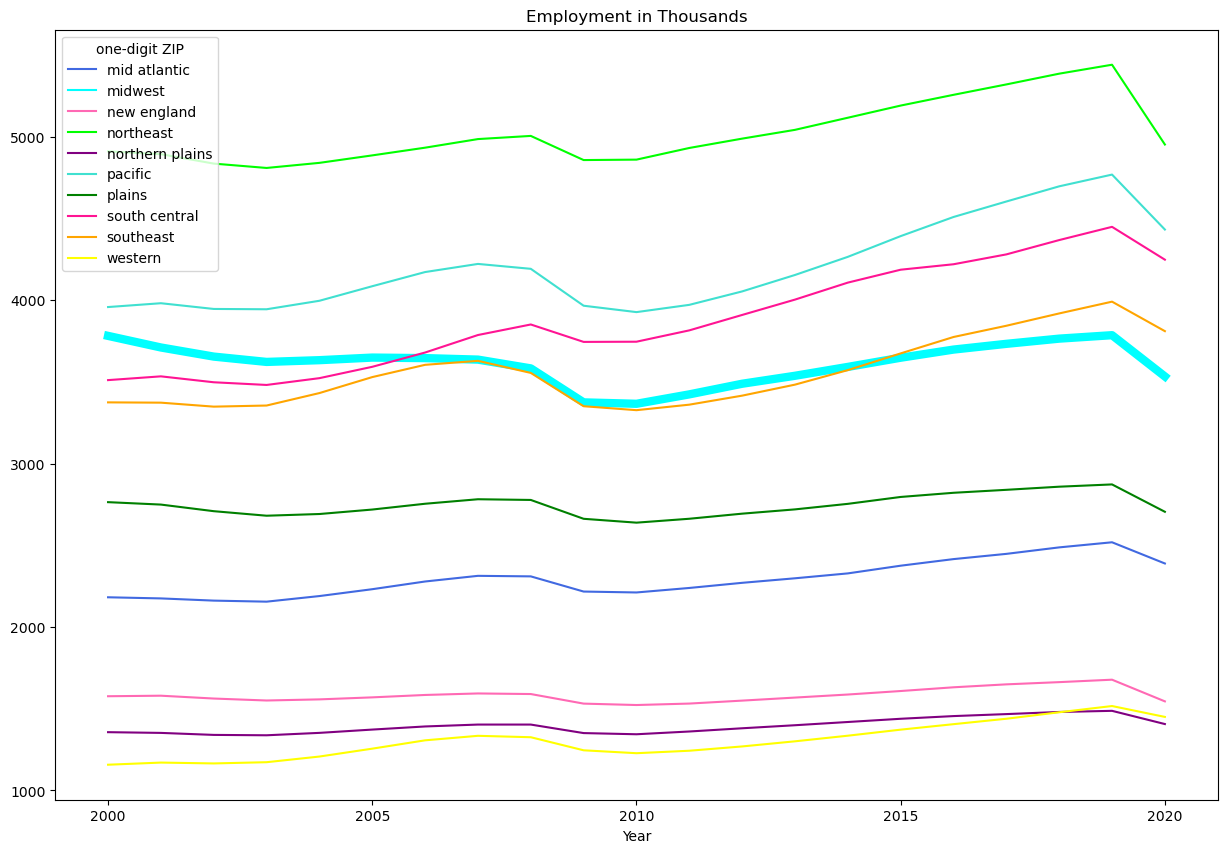 Employment in Thousands
one-digit ZIP
mid atlantic
midwest
new england
northeast
northern plains
pacific
plains
south central
southeast
western
5000
4000
3000
2000
1000
2000
2005
2010
2015
2020
Year